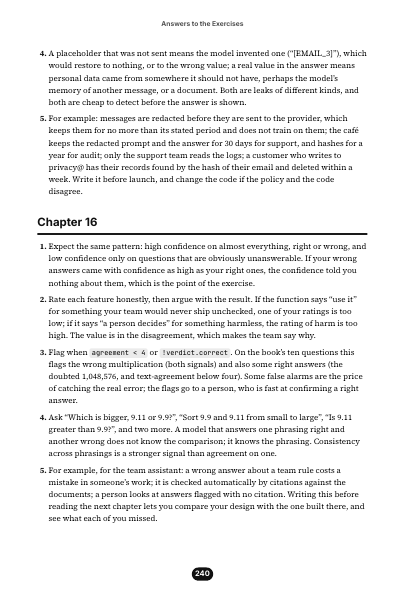 Answers to the Exercises
4. A placeholder that was not sent means the model invented one (“[EMAIL_3]”), which
would restore to nothing, or to the wrong value; a real value in the answer means
personal data came from somewhere it should not have, perhaps the model’s
memory of another message, or a document. Both are leaks of different kinds, and
both are cheap to detect before the answer is shown.
5. For example: messages are redacted before they are sent to the provider, which
keeps them for no more than its stated period and does not train on them; the café
keeps the redacted prompt and the answer for 30 days for support, and hashes for a
year for audit; only the support team reads the logs; a customer who writes to
privacy@ has their records found by the hash of their email and deleted within a
week. Write it before launch, and change the code if the policy and the code
disagree.
Chapter 16
1. Expect the same pattern: high confidence on almost everything, right or wrong, and
low confidence only on questions that are obviously unanswerable. If your wrong
answers came with confidence as high as your right ones, the confidence told you
nothing about them, which is the point of the exercise.
2. Rate each feature honestly, then argue with the result. If the function says “use it”
for something your team would never ship unchecked, one of your ratings is too
low; if it says “a person decides” for something harmless, the rating of harm is too
high. The value is in the disagreement, which makes the team say why.
3. Flag when agreement < 4 or !verdict.correct. On the book’s ten questions this
flags the wrong multiplication (both signals) and also some right answers (the
doubted 1,048,576, and text-agreement below four). Some false alarms are the price
of catching the real error; the flags go to a person, who is fast at confirming a right
answer.
4. Ask “Which is bigger, 9.11 or 9.9?”, “Sort 9.9 and 9.11 from small to large”, “Is 9.11
greater than 9.9?”, and two more. A model that answers one phrasing right and
another wrong does not know the comparison; it knows the phrasing. Consistency
across phrasings is a stronger signal than agreement on one.
5. For example, for the team assistant: a wrong answer about a team rule costs a
mistake in someone’s work; it is checked automatically by citations against the
documents; a person looks at answers flagged with no citation. Writing this before
reading the next chapter lets you compare your design with the one built there, and
see what each of you missed.
240